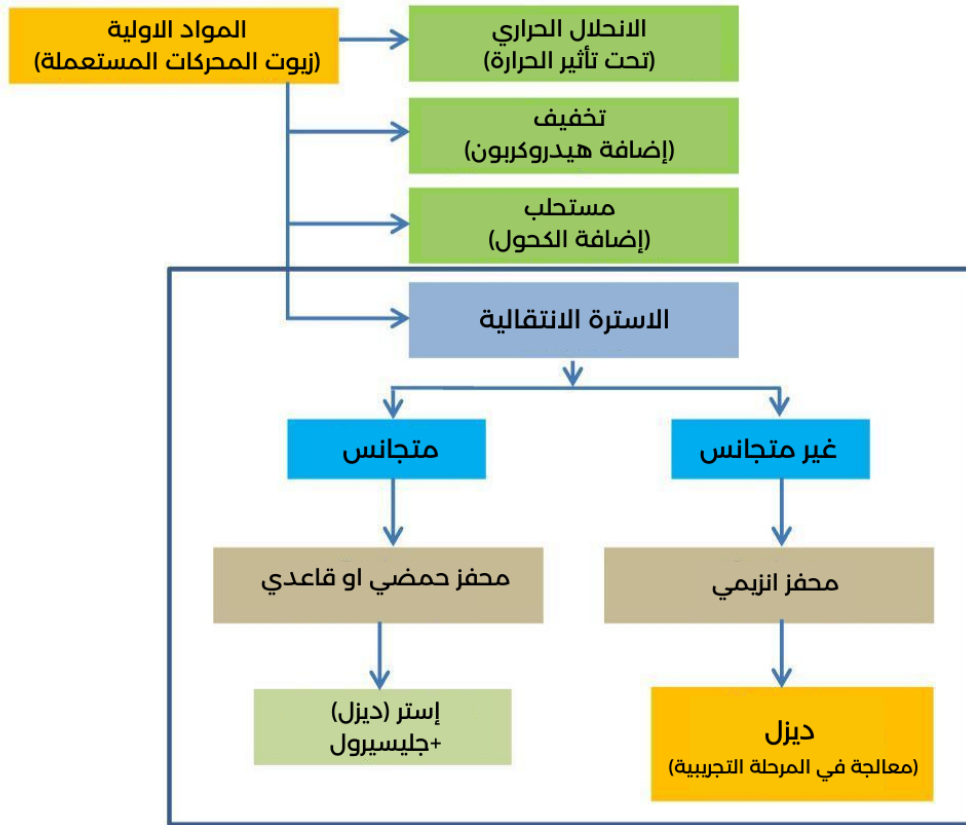 المواد الاولية
(زيوت المحركات المستعملة)
الانحلال الحراري
(تحت تأثير الحرارة)
تخفيف
(إضافة هيدروكربون)
مستحلب
(إضافة الكحول)
الاسترة الانتقالية
غير متجانس
متجانس
محفز انزيمي
محفز حمضي او قاعدي
ديزل
(معالجة في المرحلة التجريبية)
إستر (ديزل)
+جليسيرول